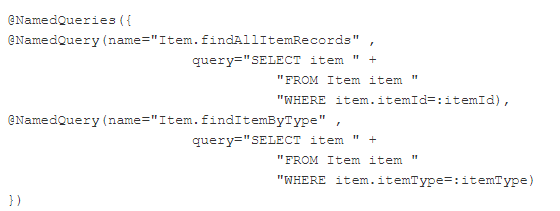 @NamedQueries({
@NamedQuery(name="Item.findAllItemRecords" ,
query="SELECT item " +
"FROM Item item "
"WHERE item.itemId=:itemId),
@NamedQuery(name="Item.findItemByType" ,
query="SELECT item " +
"FROM Item item "
"WHERE item.itemType=:itemType)
})